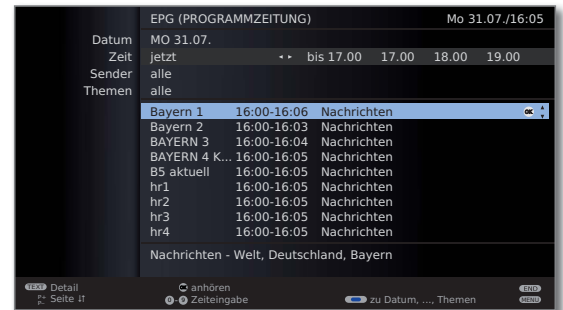 EPG (PROGRAMMZEITUNG) Mo 31.07./16:05
Datum MO 31.07.
Zeit jetzt bis 17.00 17.00 18.00 19.00
Sender alle
Themen alle
Bayern 1 16:00-16:06 Nachrichten OK
Bayern 2 16:00-16:03 Nachrichten
BAYERN 3 16:00-16:04 Nachrichten
BAYERN 4 K... 16:00-16:05 Nachrichten
B5 aktuell 16:00-16:05 Nachrichten
hr1 16:00-16:05 Nachrichten
hr2 16:00-16:05 Nachrichten
hr3 16:00-16:05 Nachrichten
hr4 16:00-16:05 Nachrichten
Nachrichten - Welt, Deutschland, Bayern
TEXT Detail OK anhören END
P+ P- Seite ↓↑ 0-9 Zeiteingabe zu Datum, ..., Themen MENU